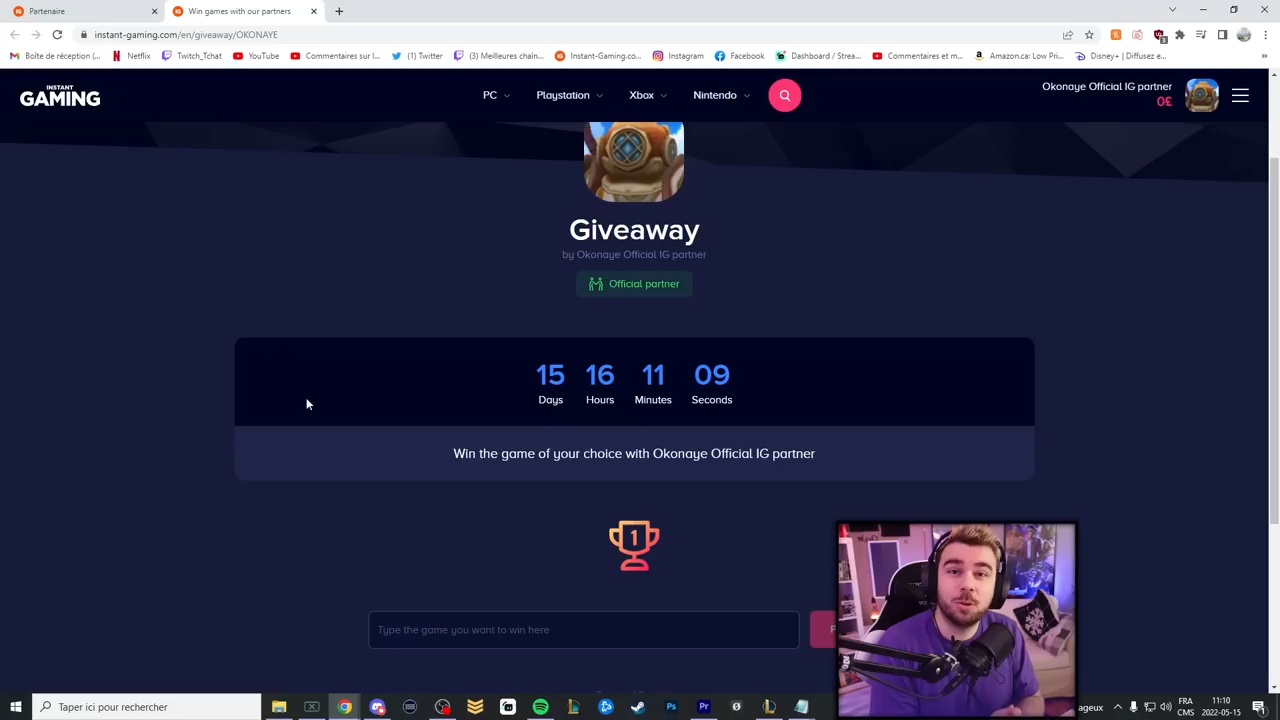 Partenaire
Win games with our partners
instant-gaming.com/en/giveaway/OKONAYE
Boîte de réception (...
Netflix
Twitch_Tchat
YouTube
Commentaires sur l...
(1) Twitter
(3) Meilleures chaîn...
Instant-Gaming.co...
Instagram
Facebook
Dashboard / Strea...
Commentaires et m...
Amazon.ca: Low Pri...
Disney+ | Diffusez e...
INSTANT
GAMING
PC
Playstation
Xbox
Nintendo
Okonaye Official IG partner
0£
Giveaway
by Okonaye Official IG partner
Official partner
15 16 11 09
Days Hours Minutes Seconds
Win the game of your choice with Okonaye Official IG partner
1
Type the game you want to win here
Taper ici pour rechercher
ageux
FRA
CMS
11:10
2022-05-15